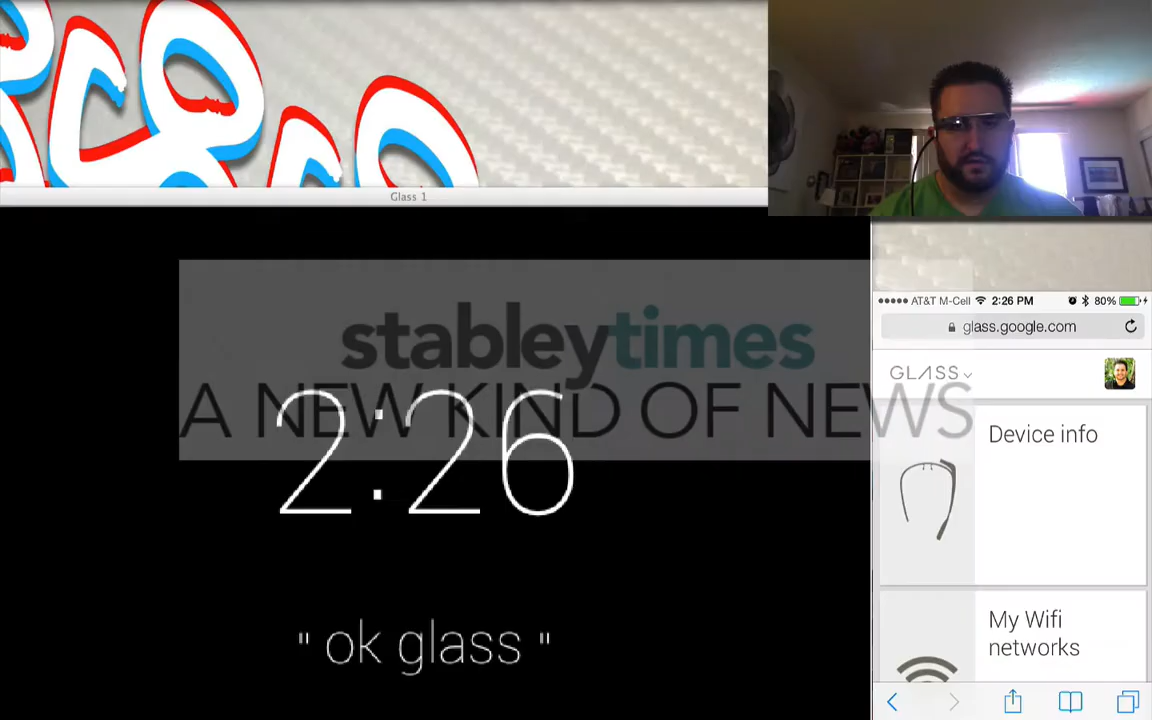 Glass 1
stableytimes
A NEW KIND OF NEWS
2:26
" ok glass "
AT&T M-Cell 2:26 PM 80%
glass.google.com
GLASS
Device info
My Wifi
networks